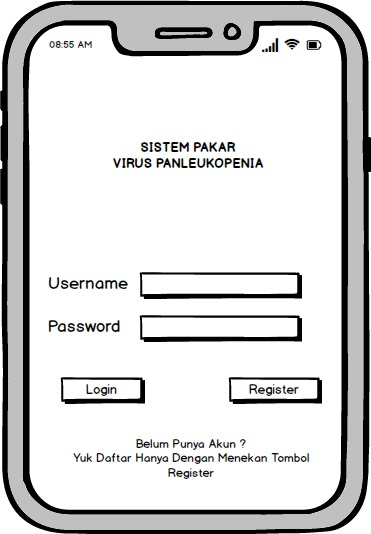 08:55 AM
SISTEM PAKAR
VIRUS PANLEUKOPENIA
Username
Password
Login
Register
Belum Punya Akun ?
Yuk Daftar Hanya Dengan Menekan Tombol
Register